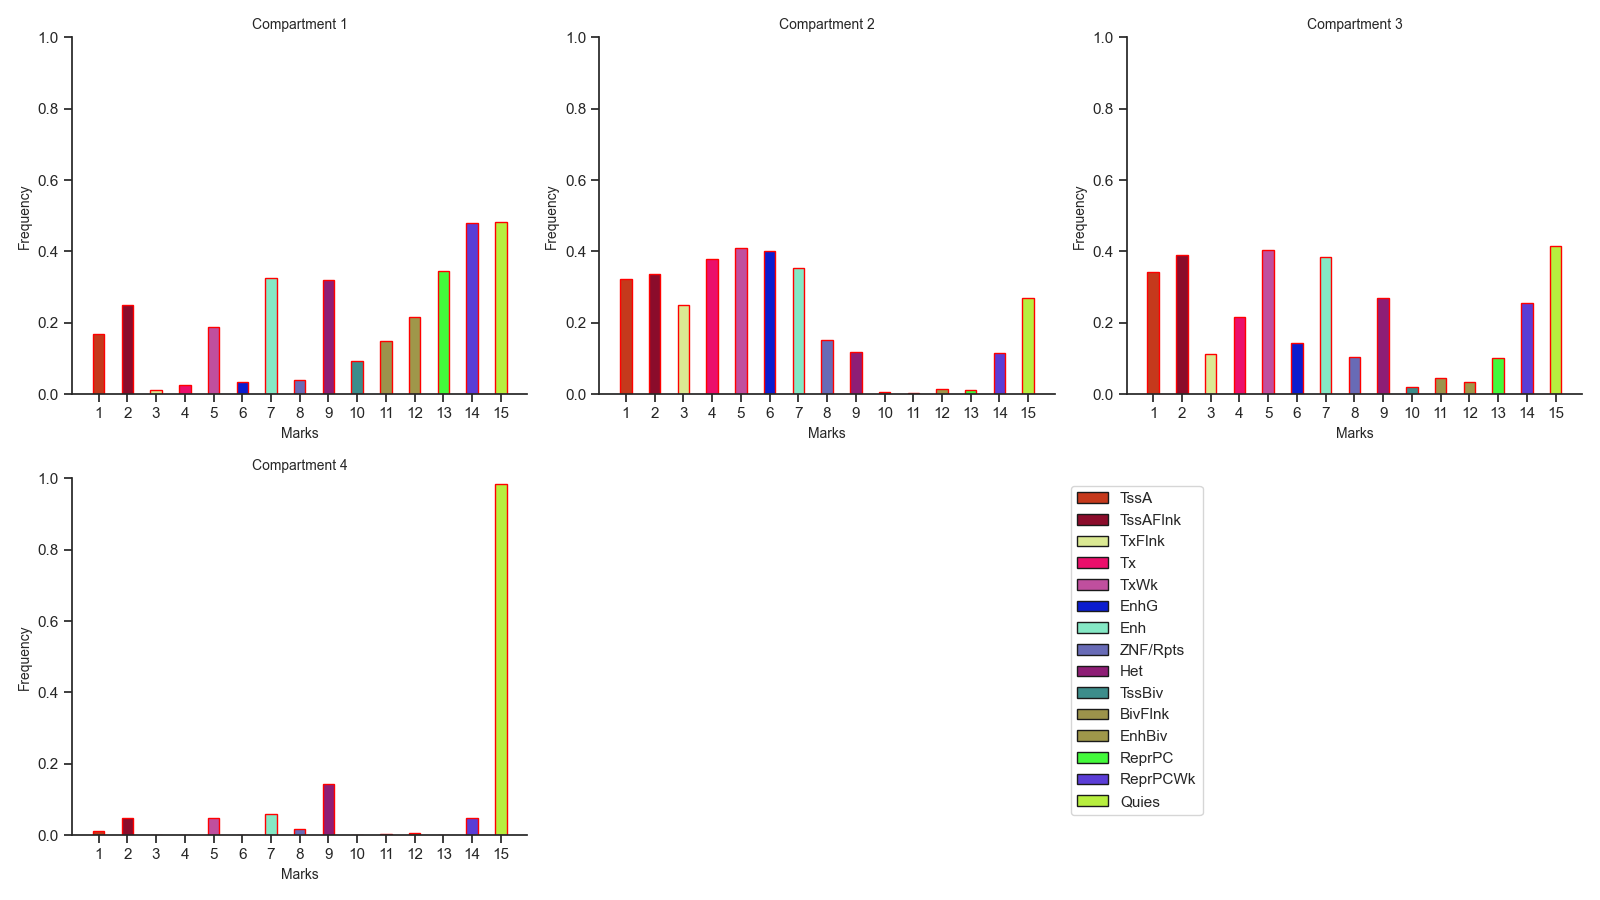 Compartment 1
1.0
0.8
0.6
0.4
0.2
0.0
Frequency
1 2 3 4 5 6 7 8 9 10 11 12 13 14 15
Marks
Compartment 2
1.0
0.8
0.6
0.4
0.2
0.0
Frequency
1 2 3 4 5 6 7 8 9 10 11 12 13 14 15
Marks
Compartment 3
1.0
0.8
0.6
0.4
0.2
0.0
Frequency
1 2 3 4 5 6 7 8 9 10 11 12 13 14 15
Marks
Compartment 4
1.0
0.8
0.6
0.4
0.2
0.0
Frequency
1 2 3 4 5 6 7 8 9 10 11 12 13 14 15
Marks
TssA
TssAFlnk
TxFlnk
Tx
TxWk
EnhG
Enh
ZNF/Rpts
Het
TssBiv
BivFlnk
EnhBiv
ReprPC
ReprPCWk
Quies